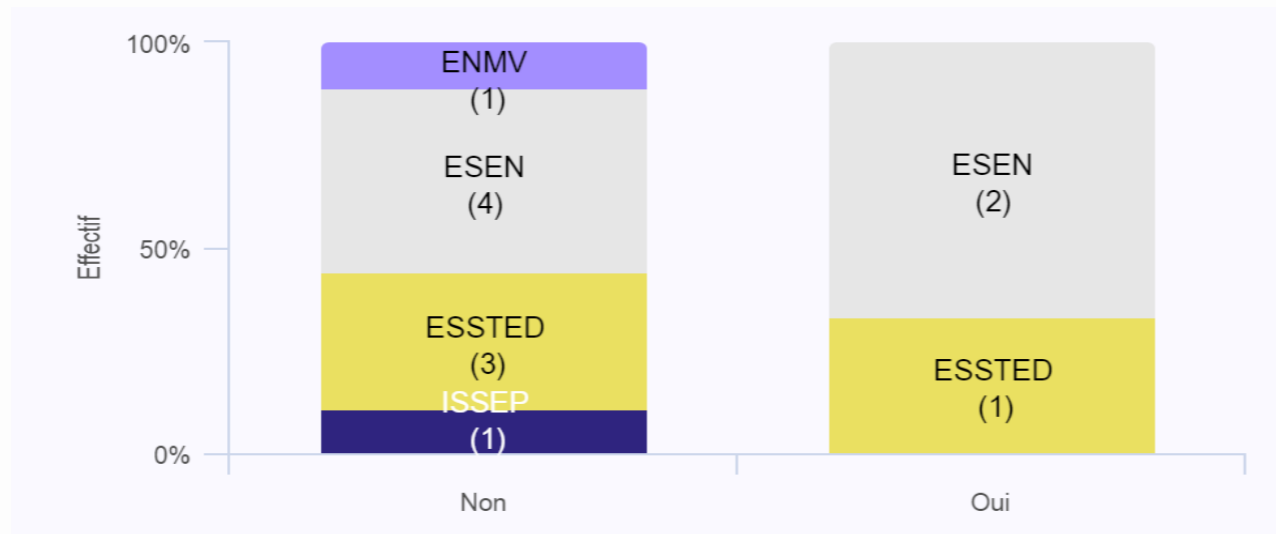 100%
50%
0%
Effectif
ENMV
(1)
ESEN
(4)
ESSTED
(3)
ISSEP
(1)
ESEN
(2)
ESSTED
(1)
Non
Oui